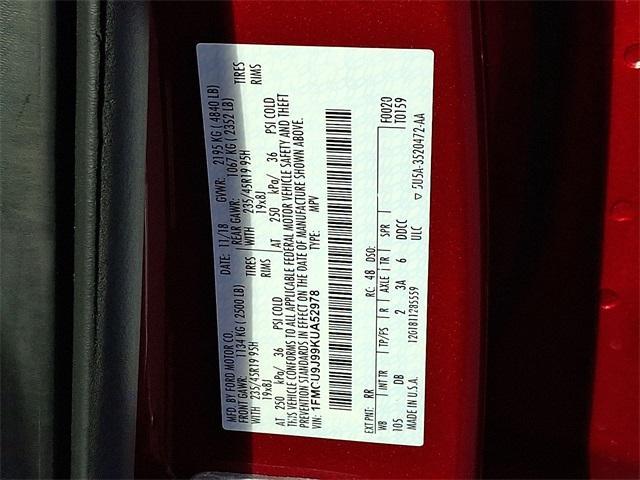 MFD. BY FORD MOTOR CO. DATE: 11/18 GVWR: 2195 KG ( 4840 LB)
FRONT GAWR: 1134 KG ( 2500 LB) REAR GAWR: 1067 KG ( 2352 LB)
WITH 235/45R19 95H TIRES WITH 235/45R19 95H TIRES
19x8J RIMS 19x8J RIMS
AT 250 kPa/ 36 PSI COLD AT 250 kPa/ 36 PSI COLD
THIS VEHICLE CONFORMS TO ALL APPLICABLE FEDERAL MOTOR VEHICLE SAFETY AND THEFT
PREVENTION STANDARDS IN EFFECT ON THE DATE OF MANUFACTURE SHOWN ABOVE.
VIN: 1FMCU9J99KUA52978 TYPE: MPV
F0020
T0159
EXT PNT: RR RC: 48 DSO:
WB INT TR TP/PS R AXLE TR SPR
105 DB 2 3A 6 DDCC
MADE IN U.S.A. 12018112855559 ULC
▽ 5U5A-3520472-AA